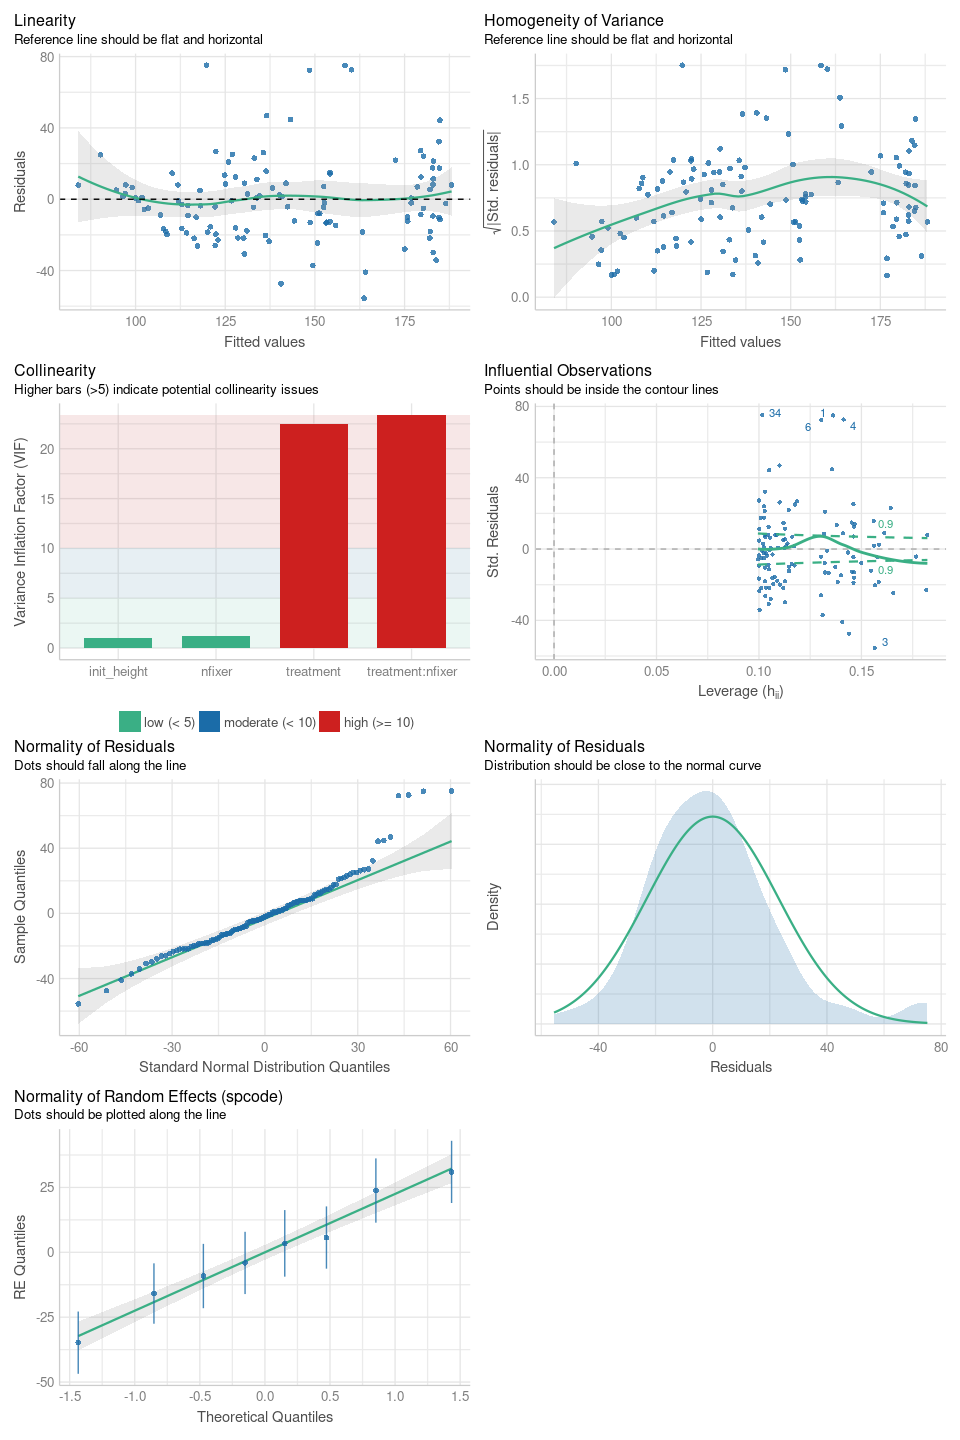 Linearity
Reference line should be flat and horizontal
80
40
0
-40
Residuals
100
125
150
175
Fitted values
Homogeneity of Variance
Reference line should be flat and horizontal
1.5
1.0
0.5
0.0
√|Std. residuals|
100
125
150
175
Fitted values
Collinearity
Higher bars (>5) indicate potential collinearity issues
20
15
10
5
0
Variance Inflation Factor (VIF)
init_height
nfixer
treatment
treatment:nfixer
low (< 5)
moderate (< 10)
high (>= 10)
Influential Observations
Points should be inside the contour lines
80
40
0
-40
Std. Residuals
34
1
6
4
0.9
0.9
3
0.00
0.05
0.10
0.15
Leverage (hii)
Normality of Residuals
Dots should fall along the line
80
40
0
-40
Sample Quantiles
-60
-30
0
30
60
Standard Normal Distribution Quantiles
Normality of Residuals
Distribution should be close to the normal curve
Density
-40
0
40
80
Residuals
Normality of Random Effects (spcode)
Dots should be plotted along the line
25
0
-25
-50
RE Quantiles
-1.5
-1.0
-0.5
0.0
0.5
1.0
1.5
Theoretical Quantiles